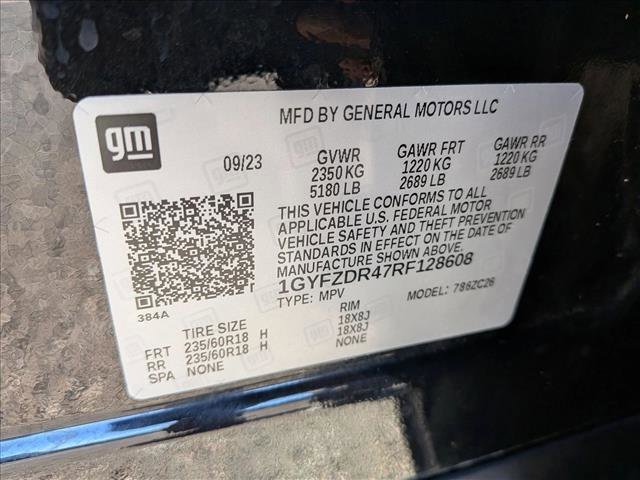 MFD BY GENERAL MOTORS LLC
gm
09/23
GVWR GAWR FRT GAWR RR
2350 KG 1220 KG 1220 KG
5180 LB 2689 LB 2689 LB
THIS VEHICLE CONFORMS TO ALL
APPLICABLE U.S. FEDERAL MOTOR
VEHICLE SAFETY AND THEFT PREVENTION
STANDARDS IN EFFECT ON THE DATE OF
MANUFACTURE SHOWN ABOVE.
1GYFZDR47RF128608
TYPE: MPV MODEL: 786ZC26
384A
TIRE SIZE RIM
FRT 235/60R18 H 18X8J
RR 235/60R18 H 18X8J
SPA NONE NONE